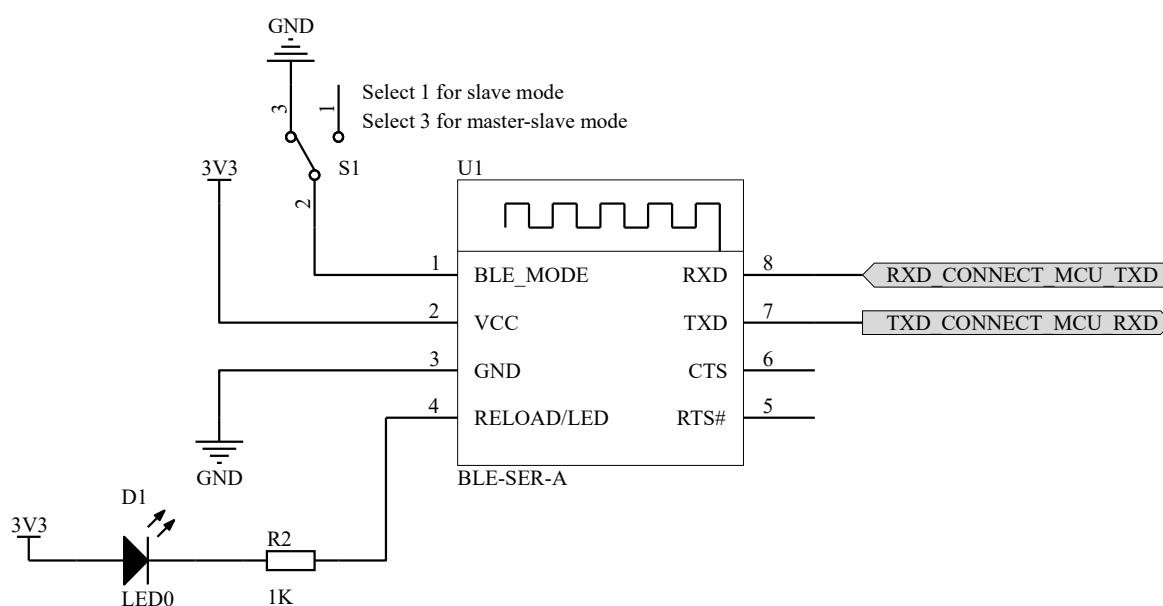 GND
3
1
Select 1 for slave mode
Select 3 for master-slave mode
S1
3V3
2
U1
1
BLE_MODE
RXD
8
RXD_CONNECT_MCU_TXD
2
VCC
TXD
7
TXD_CONNECT_MCU_RXD
3
GND
CTS
6
4
RELOAD/LED
RTS#
5
GND
BLE-SER-A
D1
3V3
R2
LED0
1K